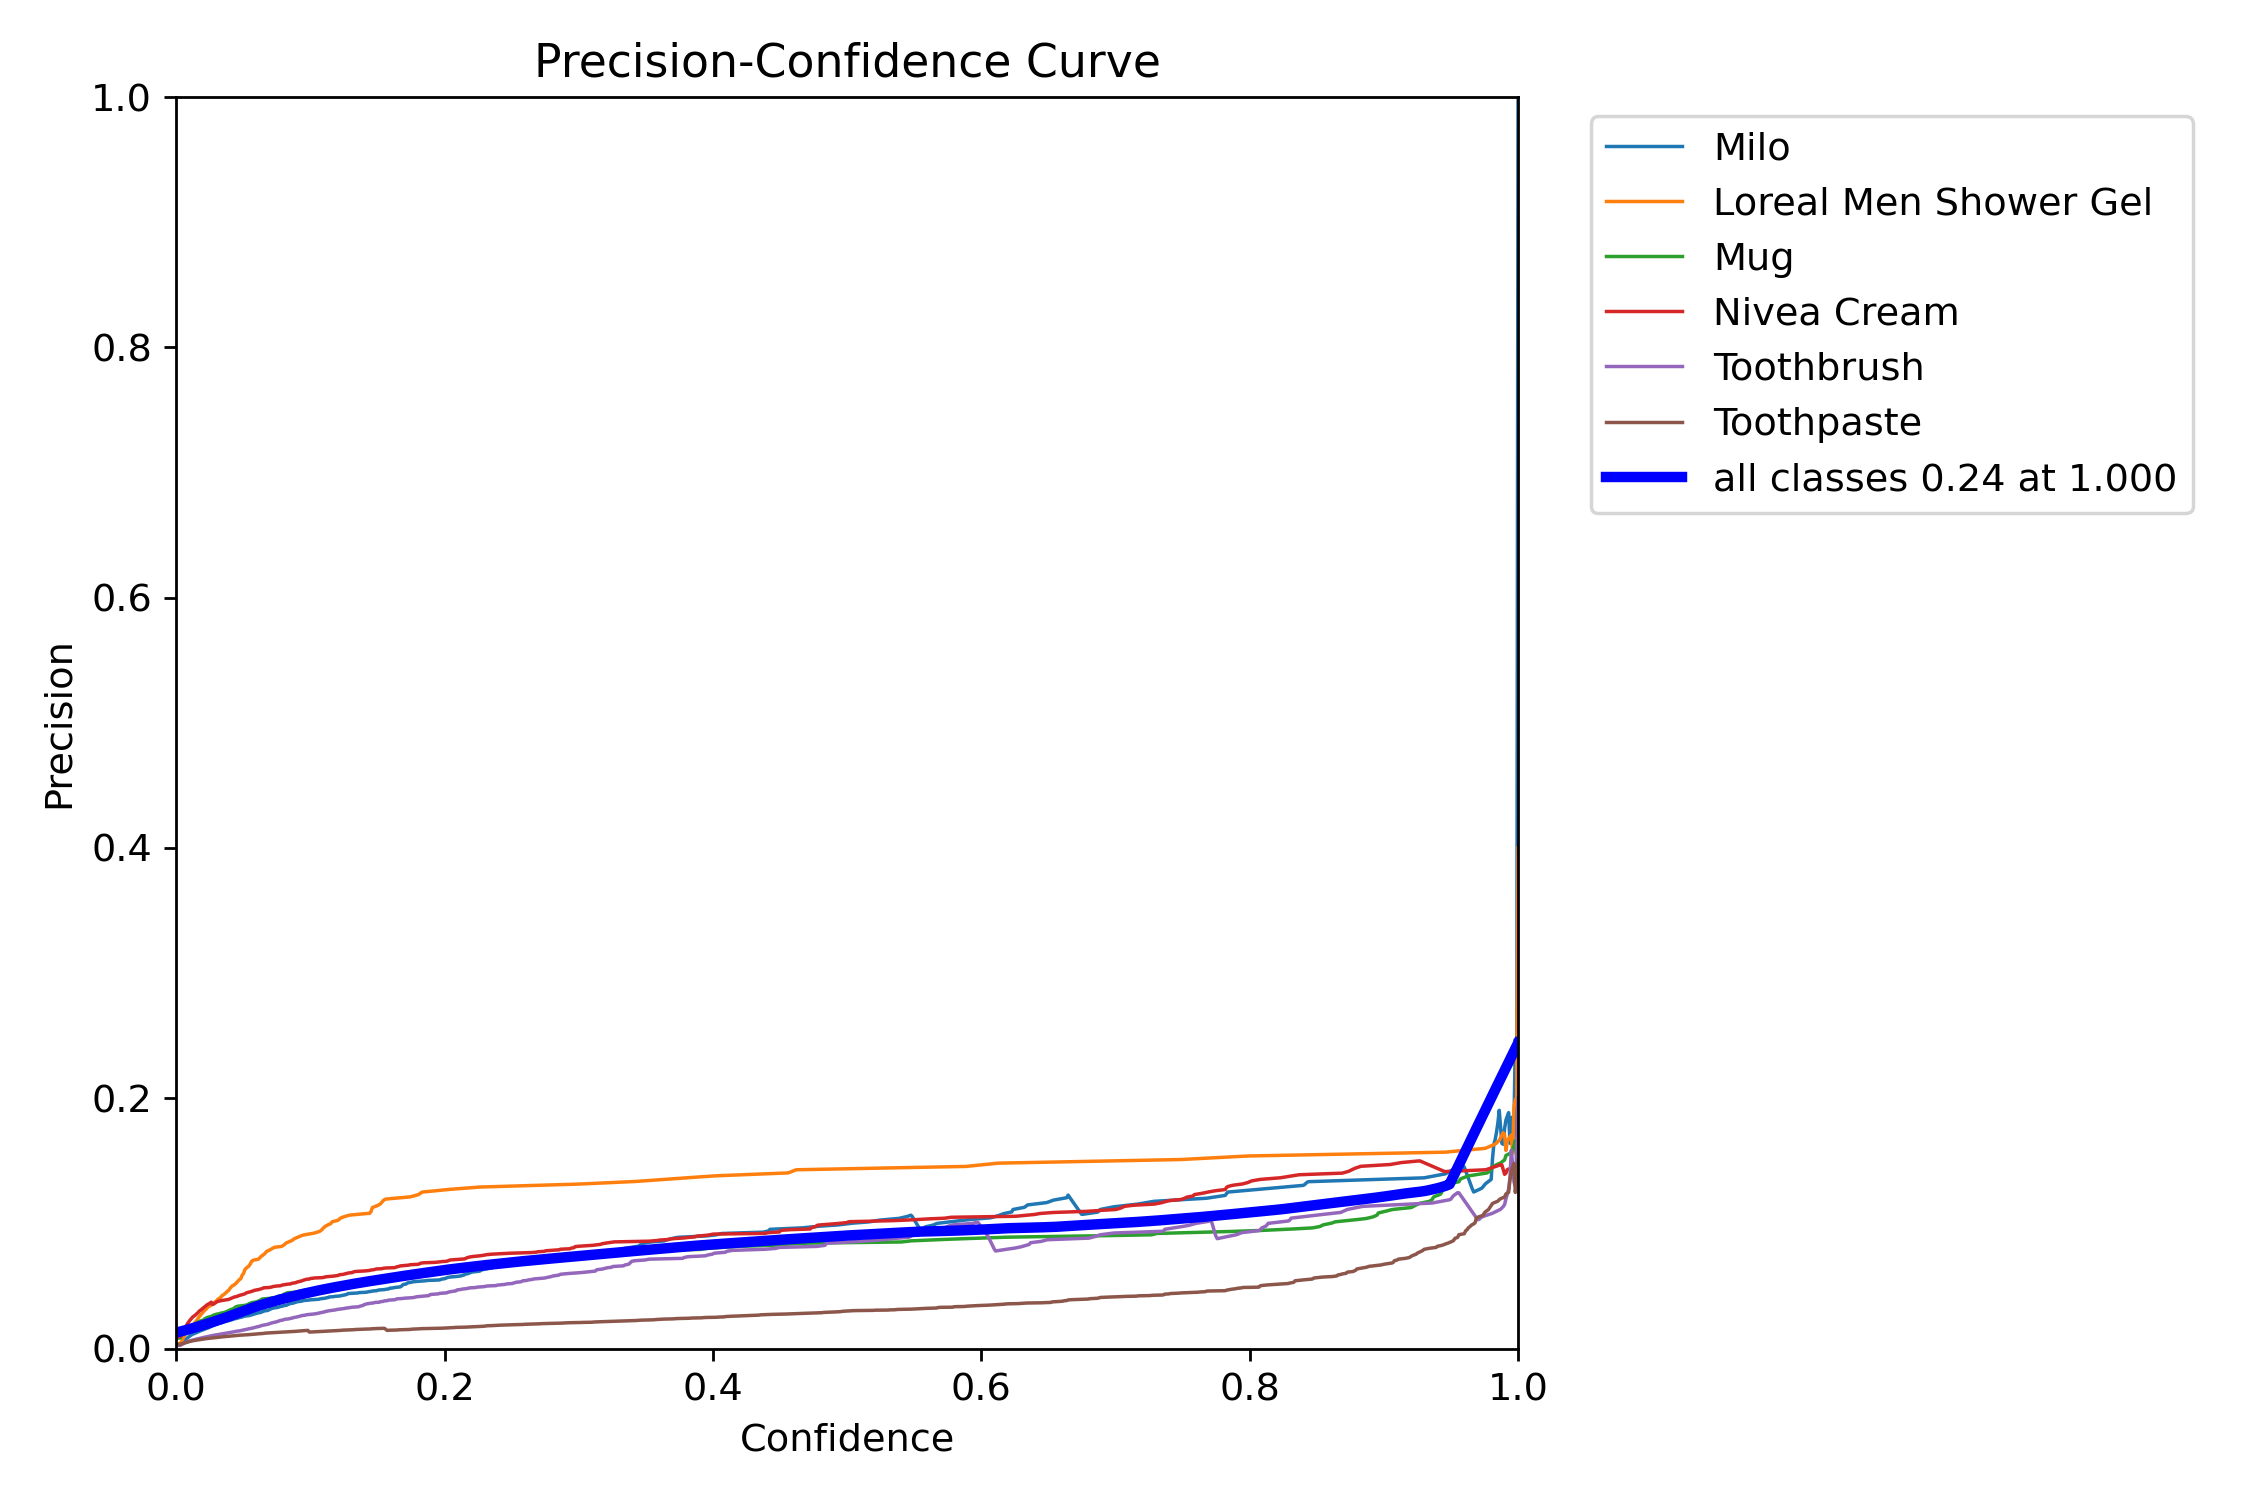 Precision-Confidence Curve
1.0
0.8
0.6
0.4
0.2
0.0
Precision
0.0 0.2 0.4 0.6 0.8 1.0
Confidence
Milo
Loreal Men Shower Gel
Mug
Nivea Cream
Toothbrush
Toothpaste
all classes 0.24 at 1.000